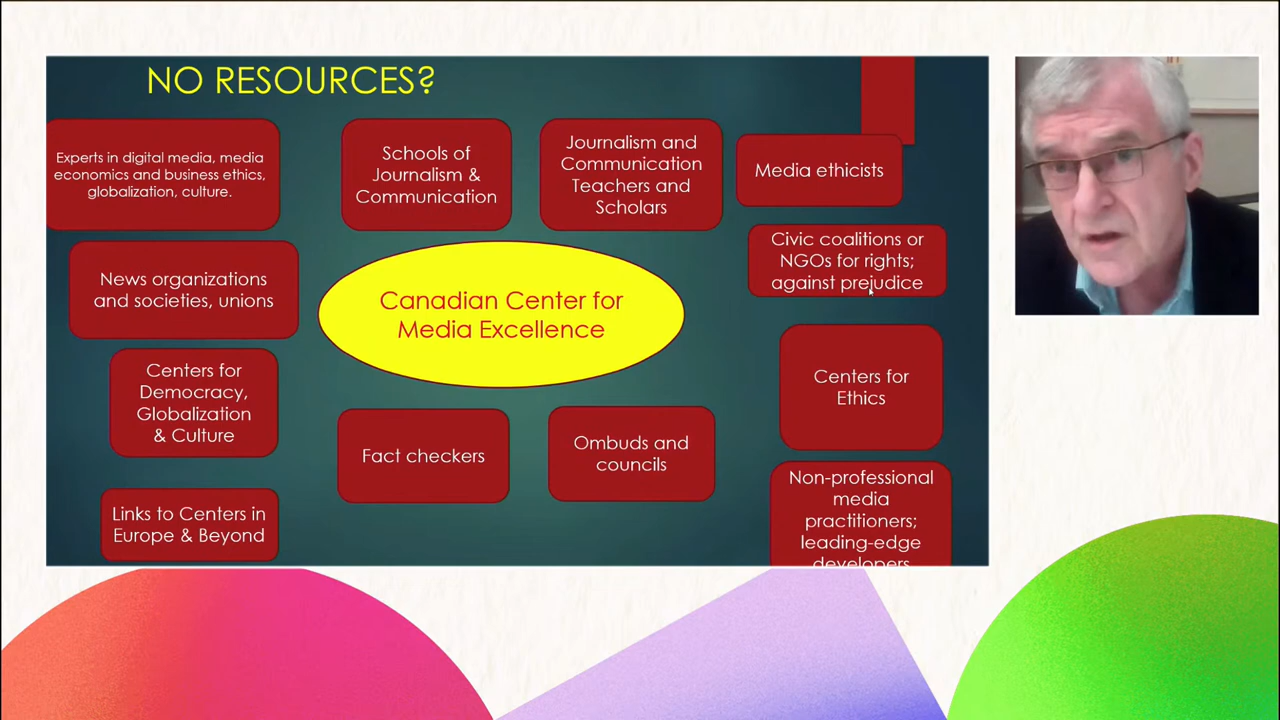 NO RESOURCES?
Experts in digital media, media
economics and business ethics,
globalization, culture.
Schools of
Journalism &
Communication
Journalism and
Communication
Teachers and
Scholars
Media ethicists
Civic coalitions or
NGOs for rights;
against prejudice
News organizations
and societies, unions
Canadian Center for
Media Excellence
Centers for
Democracy,
Globalization
& Culture
Centers for
Ethics
Fact checkers
Ombuds and
councils
Non-professional
media
practitioners;
leading-edge
developers
Links to Centers in
Europe & Beyond